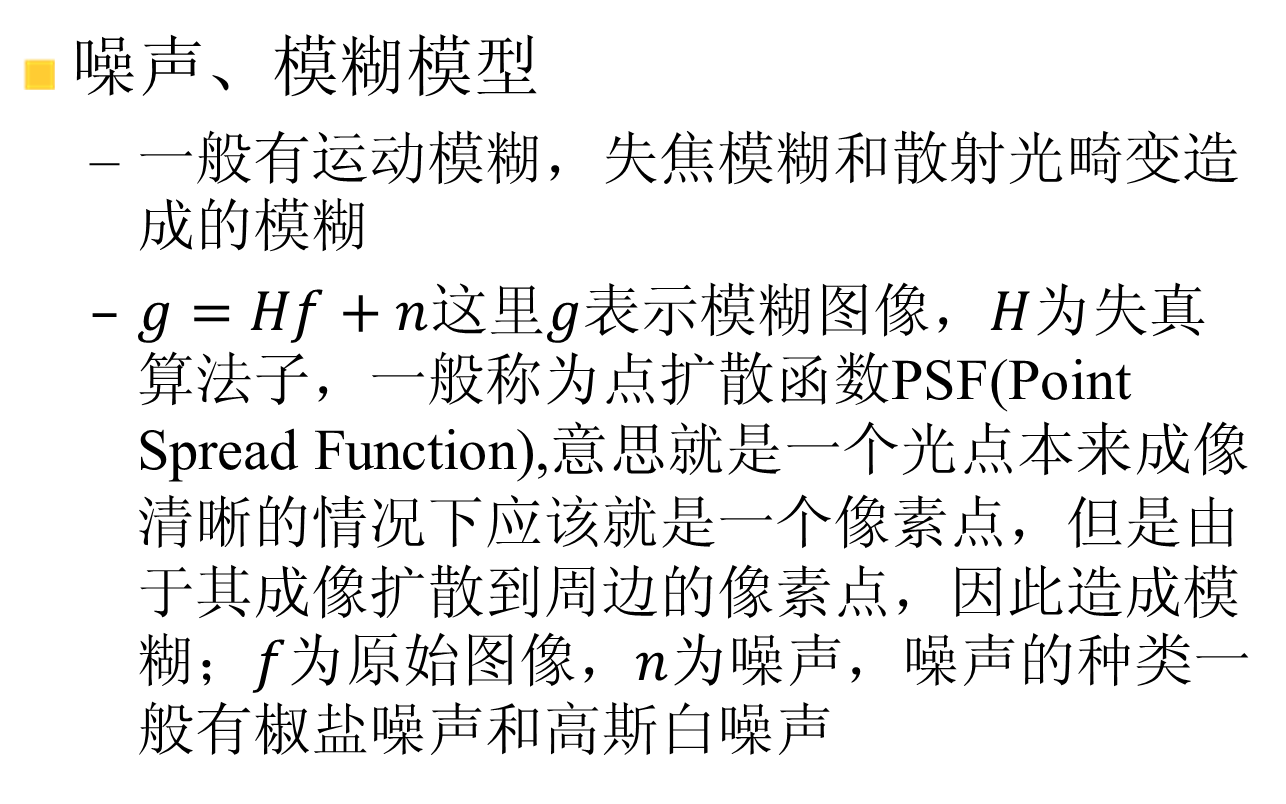 噪声、模糊模型
– 一般有运动模糊，失焦模糊和散射光畸变造
成的模糊
– g = Hf + n这里g表示模糊图像，H为失真
算法子，一般称为点扩散函数PSF(Point
Spread Function),意思就是一个光点本来成像
清晰的情况下应该就是一个像素点，但是由
于其成像扩散到周边的像素点，因此造成模
糊；f为原始图像，n为噪声，噪声的种类一
般有椒盐噪声和高斯白噪声